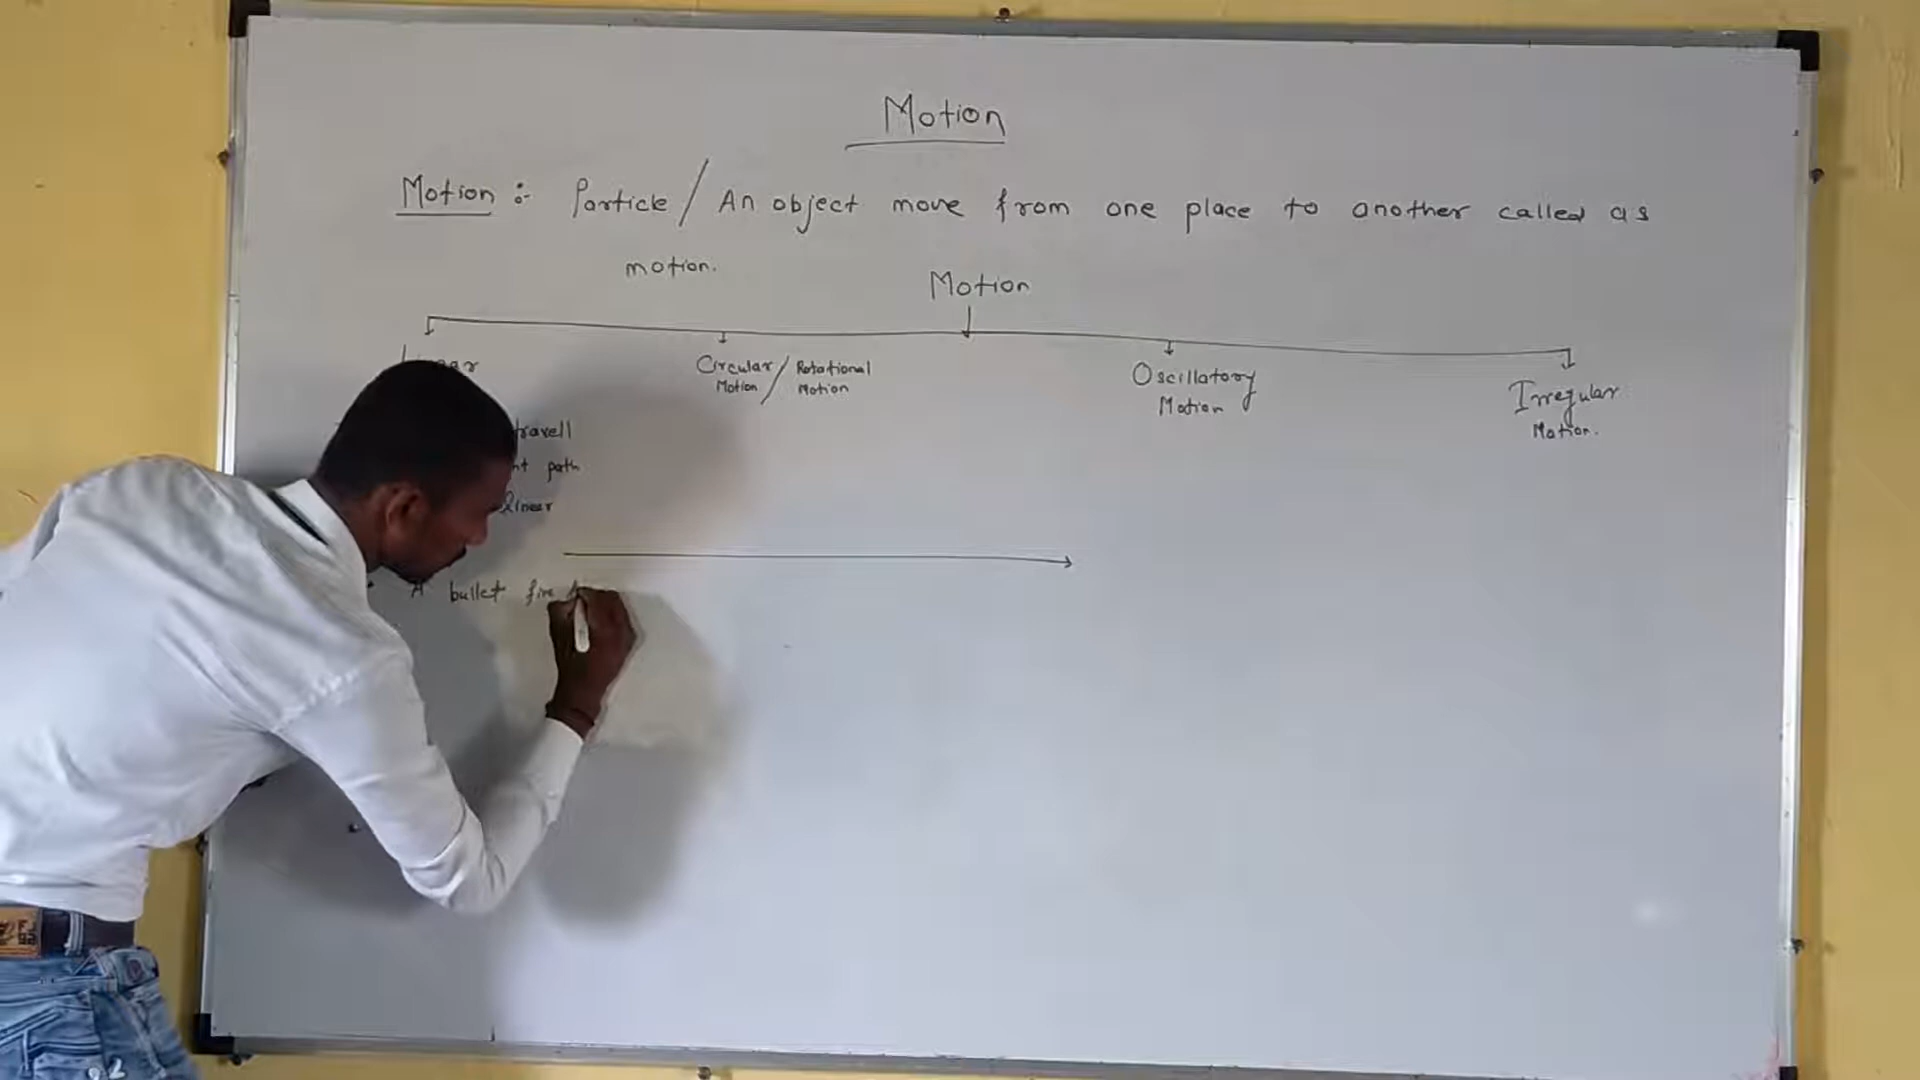 Motion
Motion :- Particle / An object move from one place to another called as
motion.
Motion
Circular Motion / Rotational Motion
Oscillatory
Motion
Irregular
Motion.
travell
path
linear
A bullet fire